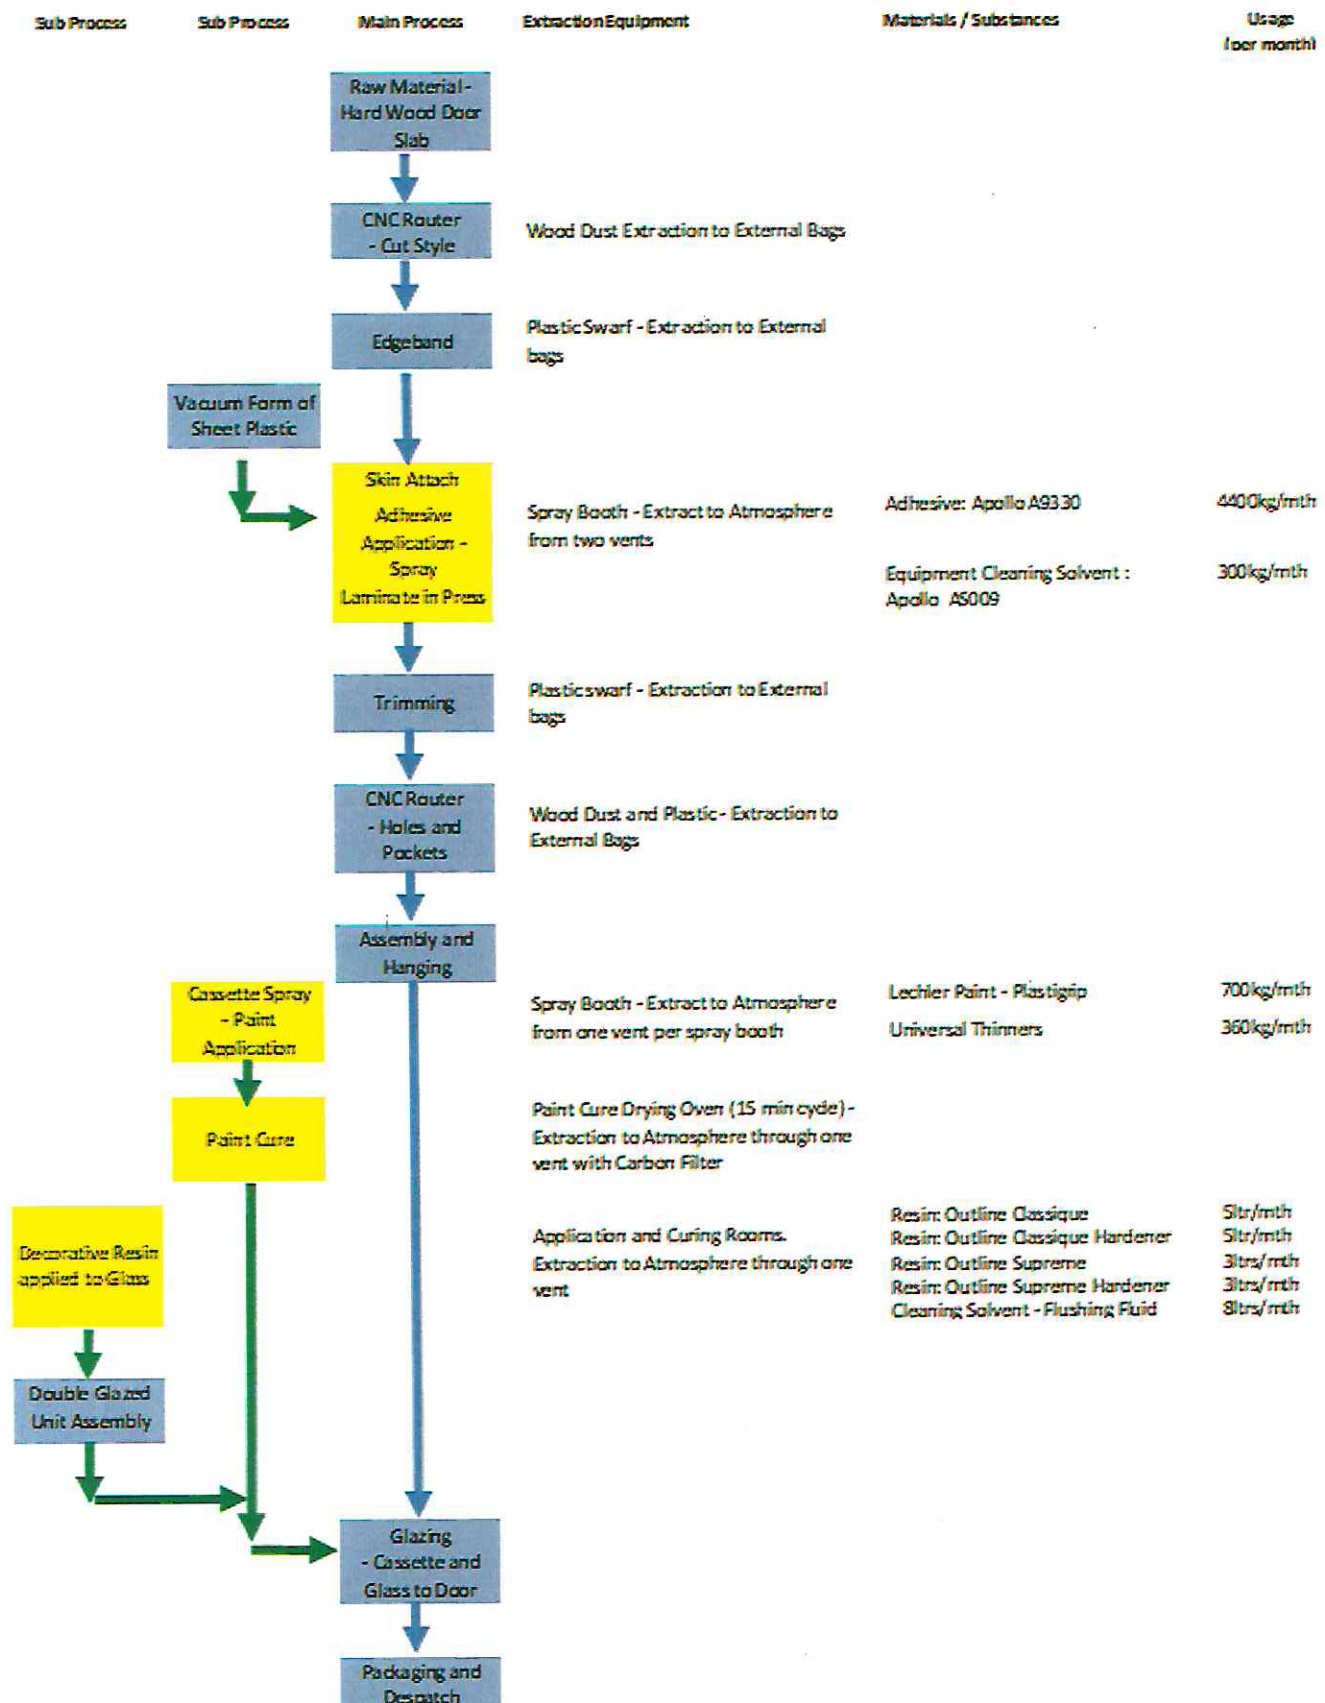 Sub Process
Sub Process
Main Process
Extraction Equipment
Materials / Substances
Usage
(per month)
Raw Material -
Hard Wood Door
Slab
CNC Router
- Cut Style
Wood Dust Extraction to External Bags
Edgeband
Plastic Swarf - Extraction to External
bags
Vacuum Form of
Sheet Plastic
Skin Attach
Adhesive
Application -
Spray
Laminate in Press
Spray Booth - Extract to Atmosphere
from two vents
Adhesive: Apollo A9330
4400kg/mth
Equipment Cleaning Solvent :
Apollo AS009
300kg/mth
Trimming
Plastic swarf - Extraction to External
bags
CNC Router
- Holes and
Pockets
Wood Dust and Plastic - Extraction to
External Bags
Assembly and
Hanging
Cassette Spray
- Paint
Application
Spray Booth - Extract to Atmosphere
from one vent per spray booth
Lechler Paint - Plastigrip
700kg/mth
Universal Thinners
360kg/mth
Paint Cure
Paint Cure Drying Oven (15 min cycle) -
Extraction to Atmosphere through one
vent with Carbon Filter
Decorative Resin
applied to Glass
Application and Curing Rooms.
Extraction to Atmosphere through one
vent
Resin: Outline Classique
5ltr/mth
Resin: Outline Classique Hardener
5ltr/mth
Resin: Outline Supreme
3ltrs/mth
Resin: Outline Supreme Hardener
3ltrs/mth
Cleaning Solvent - Flushing Fluid
8ltrs/mth
Double Glazed
Unit Assembly
Glazing
- Cassette and
Glass to Door
Packaging and
Despatch